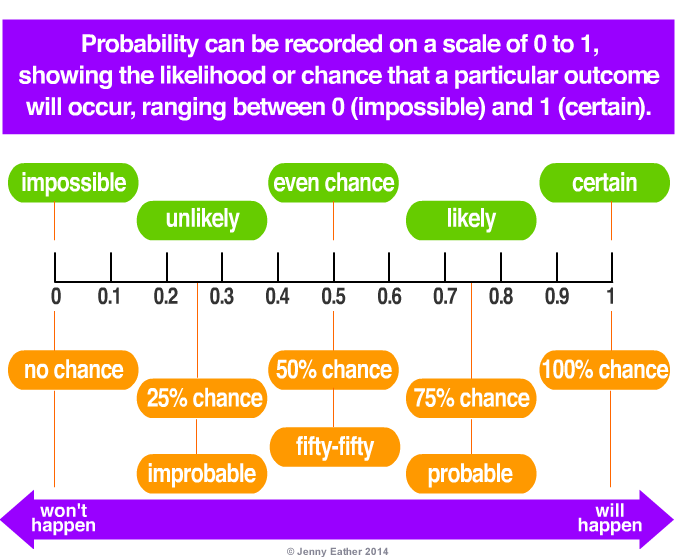 Probability can be recorded on a scale of 0 to 1,
showing the likelihood or chance that a particular outcome
will occur, ranging between 0 (impossible) and 1 (certain).
impossible
even chance
certain
unlikely
likely
0 0.1 0.2 0.3 0.4 0.5 0.6 0.7 0.8 0.9 1
no chance
50% chance
100% chance
25% chance
75% chance
fifty-fifty
improbable
probable
won't
happen
will
happen
© Jenny Eather 2014